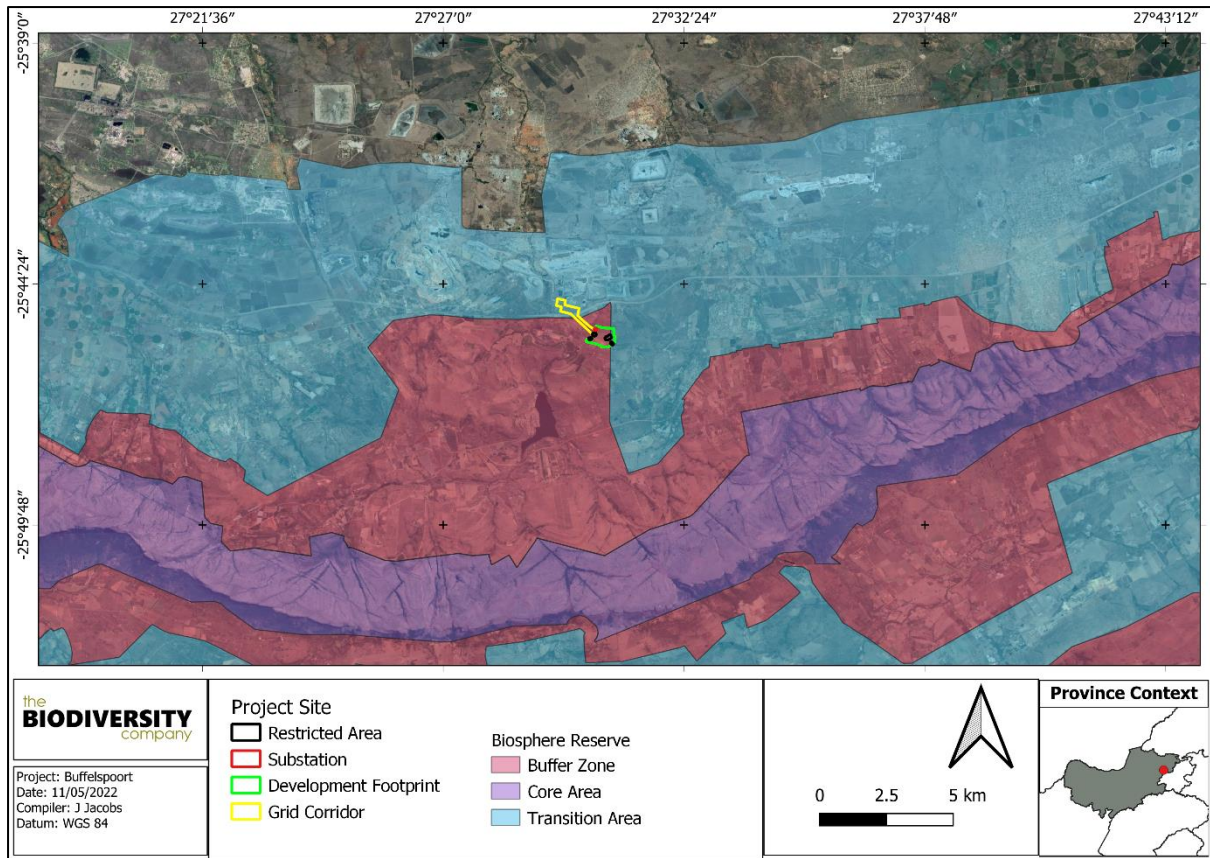 27°21′36″ 27°27′0″ 27°32′24″ 27°37′48″ 27°43′12″
-25°39′0″
-25°44′24″
-25°49′48″
the
BIODIVERSITY
company
Project: Buffelspoort
Date: 11/05/2022
Compiler: J Jacobs
Datum: WGS 84
Project Site
Restricted Area
Substation
Development Footprint
Grid Corridor
Biosphere Reserve
Buffer Zone
Core Area
Transition Area
0 2.5 5 km
Province Context